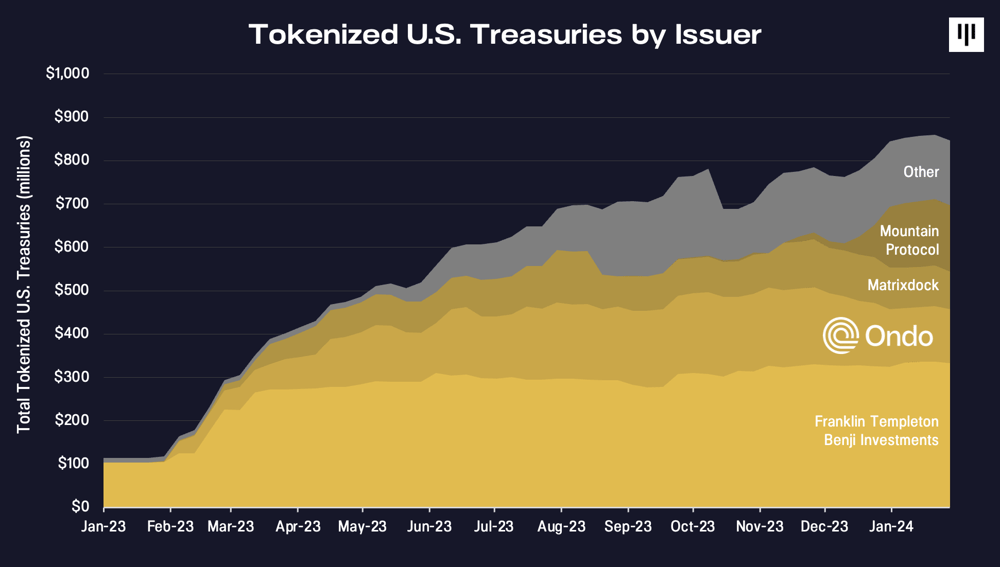 Tokenized U.S. Treasuries by Issuer
Total Tokenized U.S. Treasuries (millions)
$1,000
$900
$800
$700
$600
$500
$400
$300
$200
$100
$0
Other
Mountain
Protocol
Matrixdock
Ondo
Franklin Templeton
Benji Investments
Jan-23 Feb-23 Mar-23 Apr-23 May-23 Jun-23 Jul-23 Aug-23 Sep-23 Oct-23 Nov-23 Dec-23 Jan-24